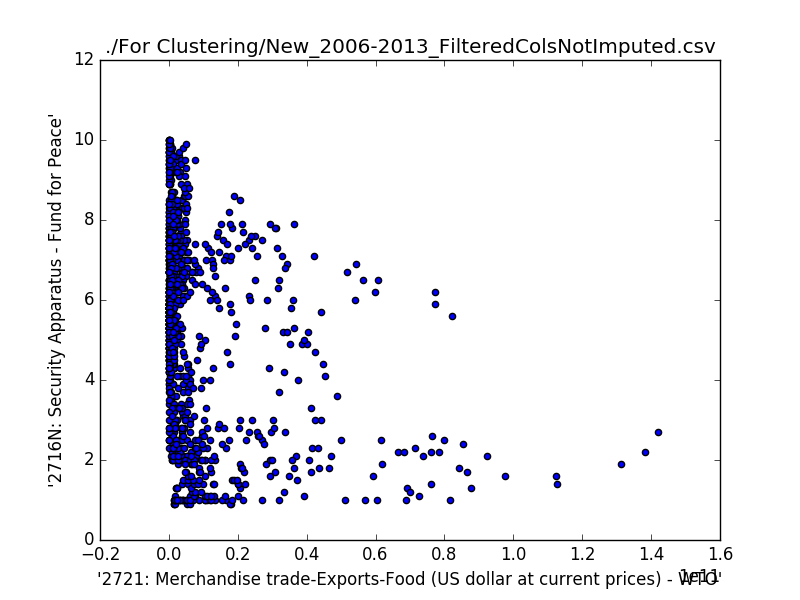 ./For Clustering/New_2006-2013_FilteredColsNotImputed.csv
12
10
8
6
4
2
0
'2716N: Security Apparatus - Fund for Peace'
−0.2 0.0 0.2 0.4 0.6 0.8 1.0 1.2 1.4 1.6
1e11
'2721: Merchandise trade-Exports-Food (US dollar at current prices) - WTO'